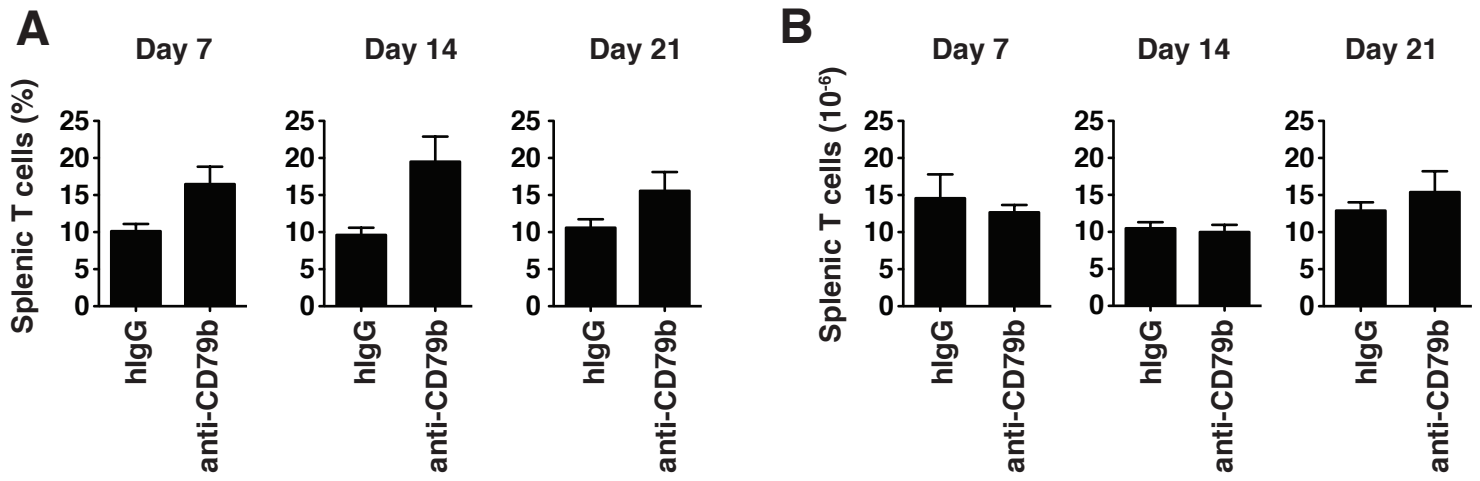 A
Day 7
Day 14
Day 21
Splenic T cells (%)
25
20
15
10
5
0
hIgG
anti-CD79b
25
20
15
10
5
0
hIgG
anti-CD79b
25
20
15
10
5
0
hIgG
anti-CD79b
B
Day 7
Day 14
Day 21
Splenic T cells (10⁻⁶)
25
20
15
10
5
0
hIgG
anti-CD79b
25
20
15
10
5
0
hIgG
anti-CD79b
25
20
15
10
5
0
hIgG
anti-CD79b